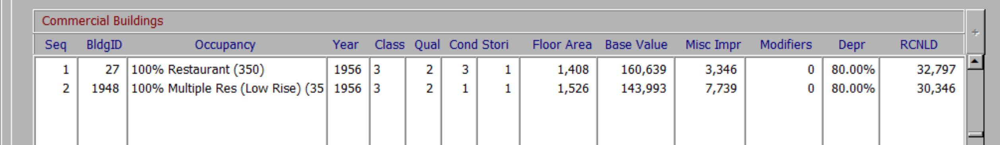 Commercial Buildings
Seq BldgID Occupancy Year Class Qual Cond Stori Floor Area Base Value Misc Impr Modifiers Depr RCNLD
1 27 100% Restaurant (350) 1956 3 2 3 1 1,408 160,639 3,346 0 80.00% 32,797
2 1948 100% Multiple Res (Low Rise) (35 1956 3 2 1 1 1,526 143,993 7,739 0 80.00% 30,346